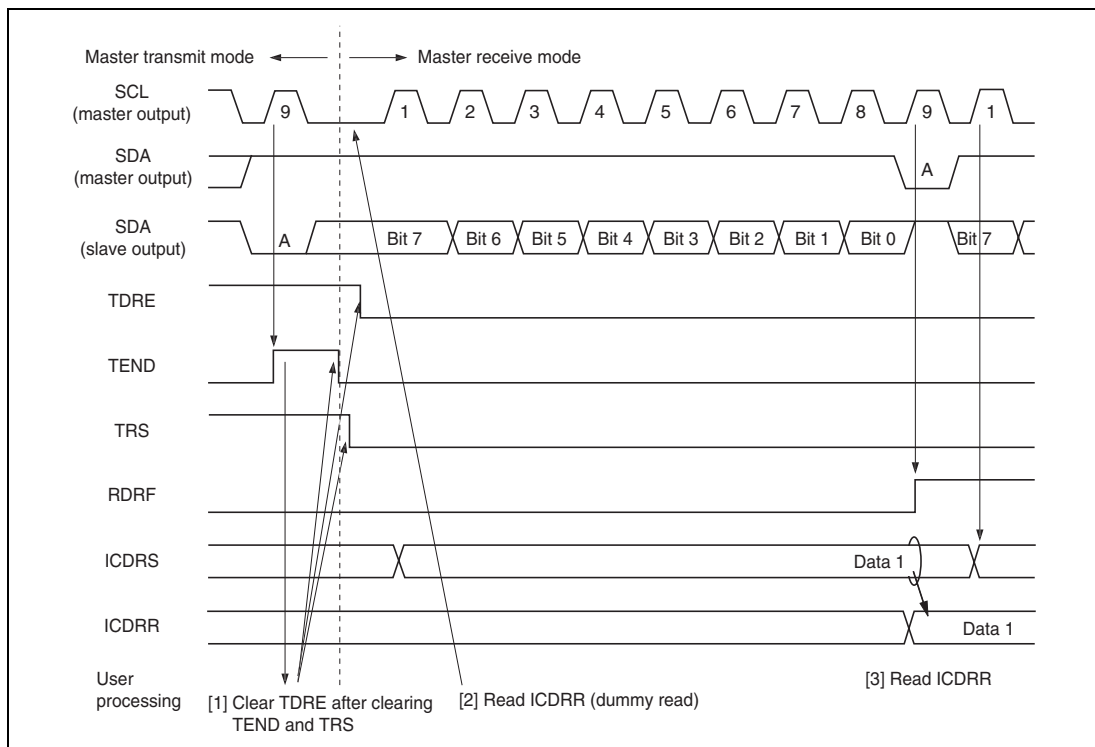 Master transmit mode Master receive mode
SCL
(master output)
9 1 2 3 4 5 6 7 8 9 1
SDA
(master output)
A
SDA
(slave output)
A Bit 7 Bit 6 Bit 5 Bit 4 Bit 3 Bit 2 Bit 1 Bit 0 Bit 7
TDRE
TEND
TRS
RDRF
ICDRS Data 1
ICDRR Data 1
User
processing
[1] Clear TDRE after clearing
TEND and TRS
[2] Read ICDRR (dummy read)
[3] Read ICDRR